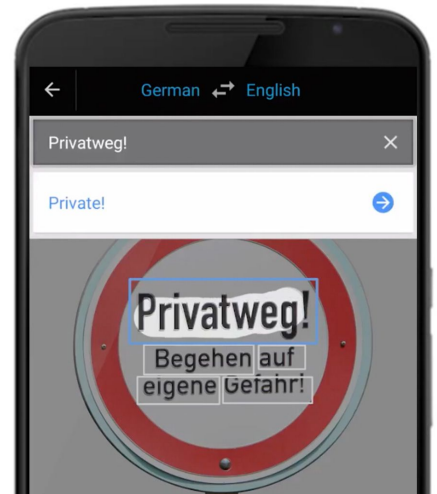 German English
Privatweg!
Private!
Privatweg!
Begehen auf
eigene Gefahr!